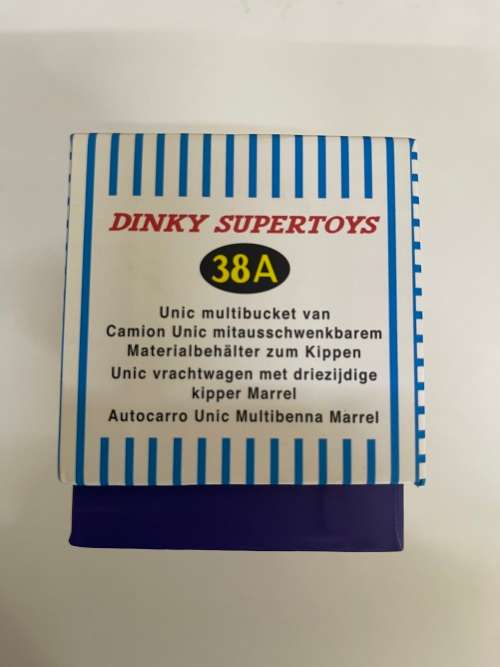 DINKY SUPERTOYS
38A
Unic multibucket van
Camion Unic mitausschwenkbarem
Materialbehälter zum Kippen
Unic vrachtwagen met driezijdige
kipper Marrel
Autocarro Unic Multibenna Marrel